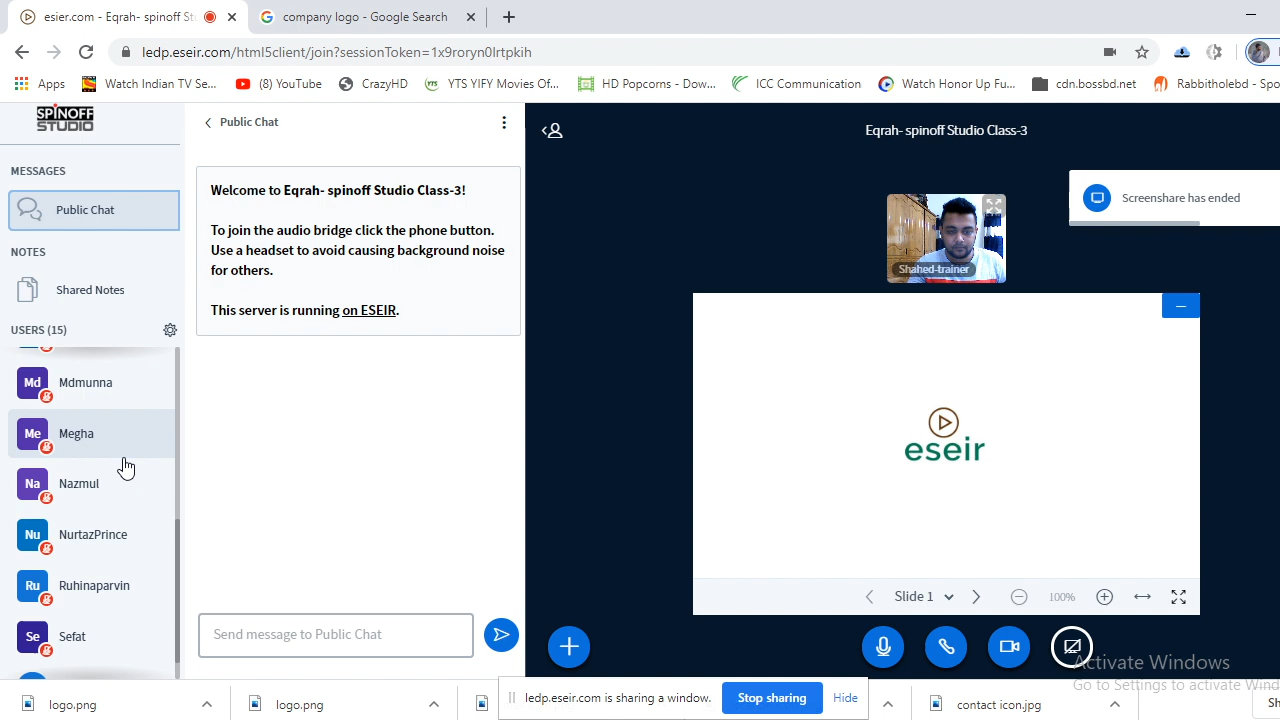 esier.com - Eqrah- spinoff St
company logo - Google Search
ledp.eseir.com/html5client/join?sessionToken=1x9roryn0lrtpkih
Apps
Watch Indian TV Se...
(8) YouTube
CrazyHD
YTS YIFY Movies Of...
HD Popcorns - Dow...
ICC Communication
Watch Honor Up Fu...
cdn.bossbd.net
Rabbitholebd - Spo
SPINOFF
STUDIO
MESSAGES
Public Chat
NOTES
Shared Notes
USERS (15)
Md Mdmunna
Me Megha
Na Nazmul
Nu NurtazPrince
Ru Ruhinaparvin
Se Sefat
Public Chat
Welcome to Eqrah- spinoff Studio Class-3!
To join the audio bridge click the phone button.
Use a headset to avoid causing background noise
for others.
This server is running on ESEIR.
Send message to Public Chat
Eqrah- spinoff Studio Class-3
Screenshare has ended
Shahed-trainer
eseir
Slide 1
100%
Activate Windows
Go to Settings to activate Wind
logo.png
logo.png
ledp.eseir.com is sharing a window.
Stop sharing
Hide
contact icon.jpg
Sh